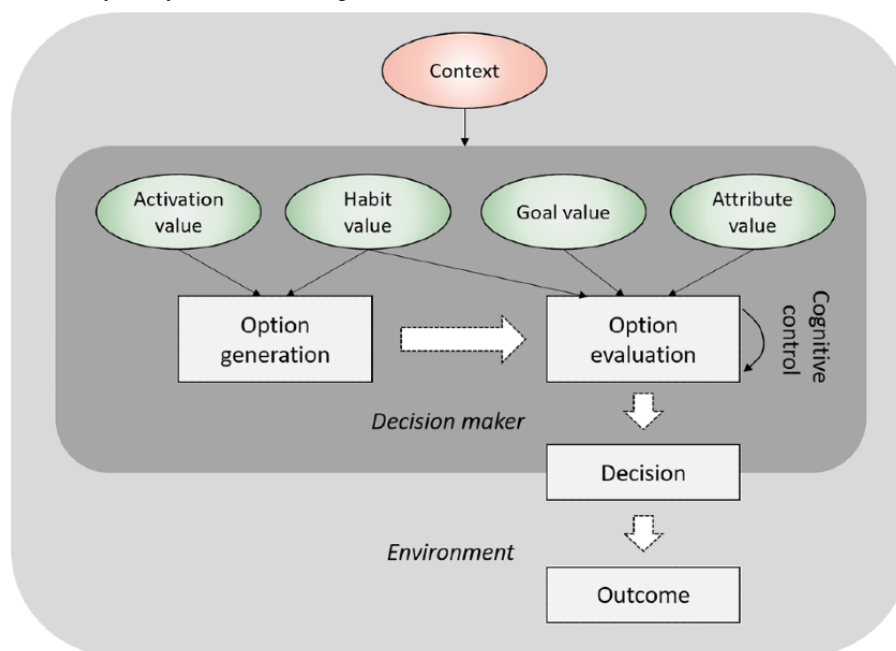 Context
Activation
value
Habit
value
Goal value
Attribute
value
Option
generation
Option
evaluation
Cognitive
control
Decision maker
Decision
Environment
Outcome